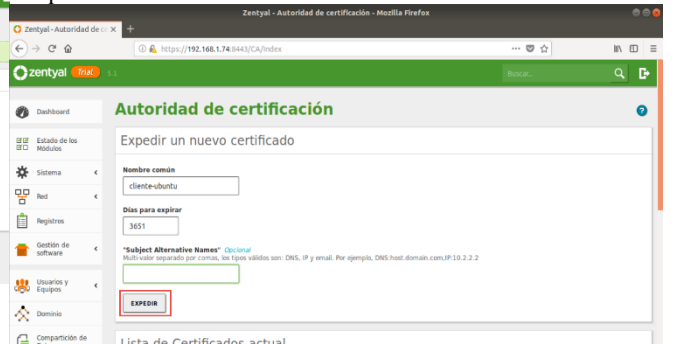 Zentyal - Autoridad de certificación - Mozilla Firefox
Zentyal - Autoridad de ce
https://192.168.1.74:8443/CA/Index
zentyal Trial 5.1
Buscar...
Dashboard
Estado de los
Módulos
Sistema
Red
Registros
Gestión de
software
Usuarios y
Equipos
Dominio
Compartición de
Autoridad de certificación
Expedir un nuevo certificado
Nombre común
cliente-ubuntu
Días para expirar
3651
"Subject Alternative Names" Opcional
Multi-valor separado por comas, los tipos válidos son: DNS, IP y email. Por ejemplo, DNS:host.domain.com,IP:10.2.2.2
EXPEDIR
Lista de Certificados actual